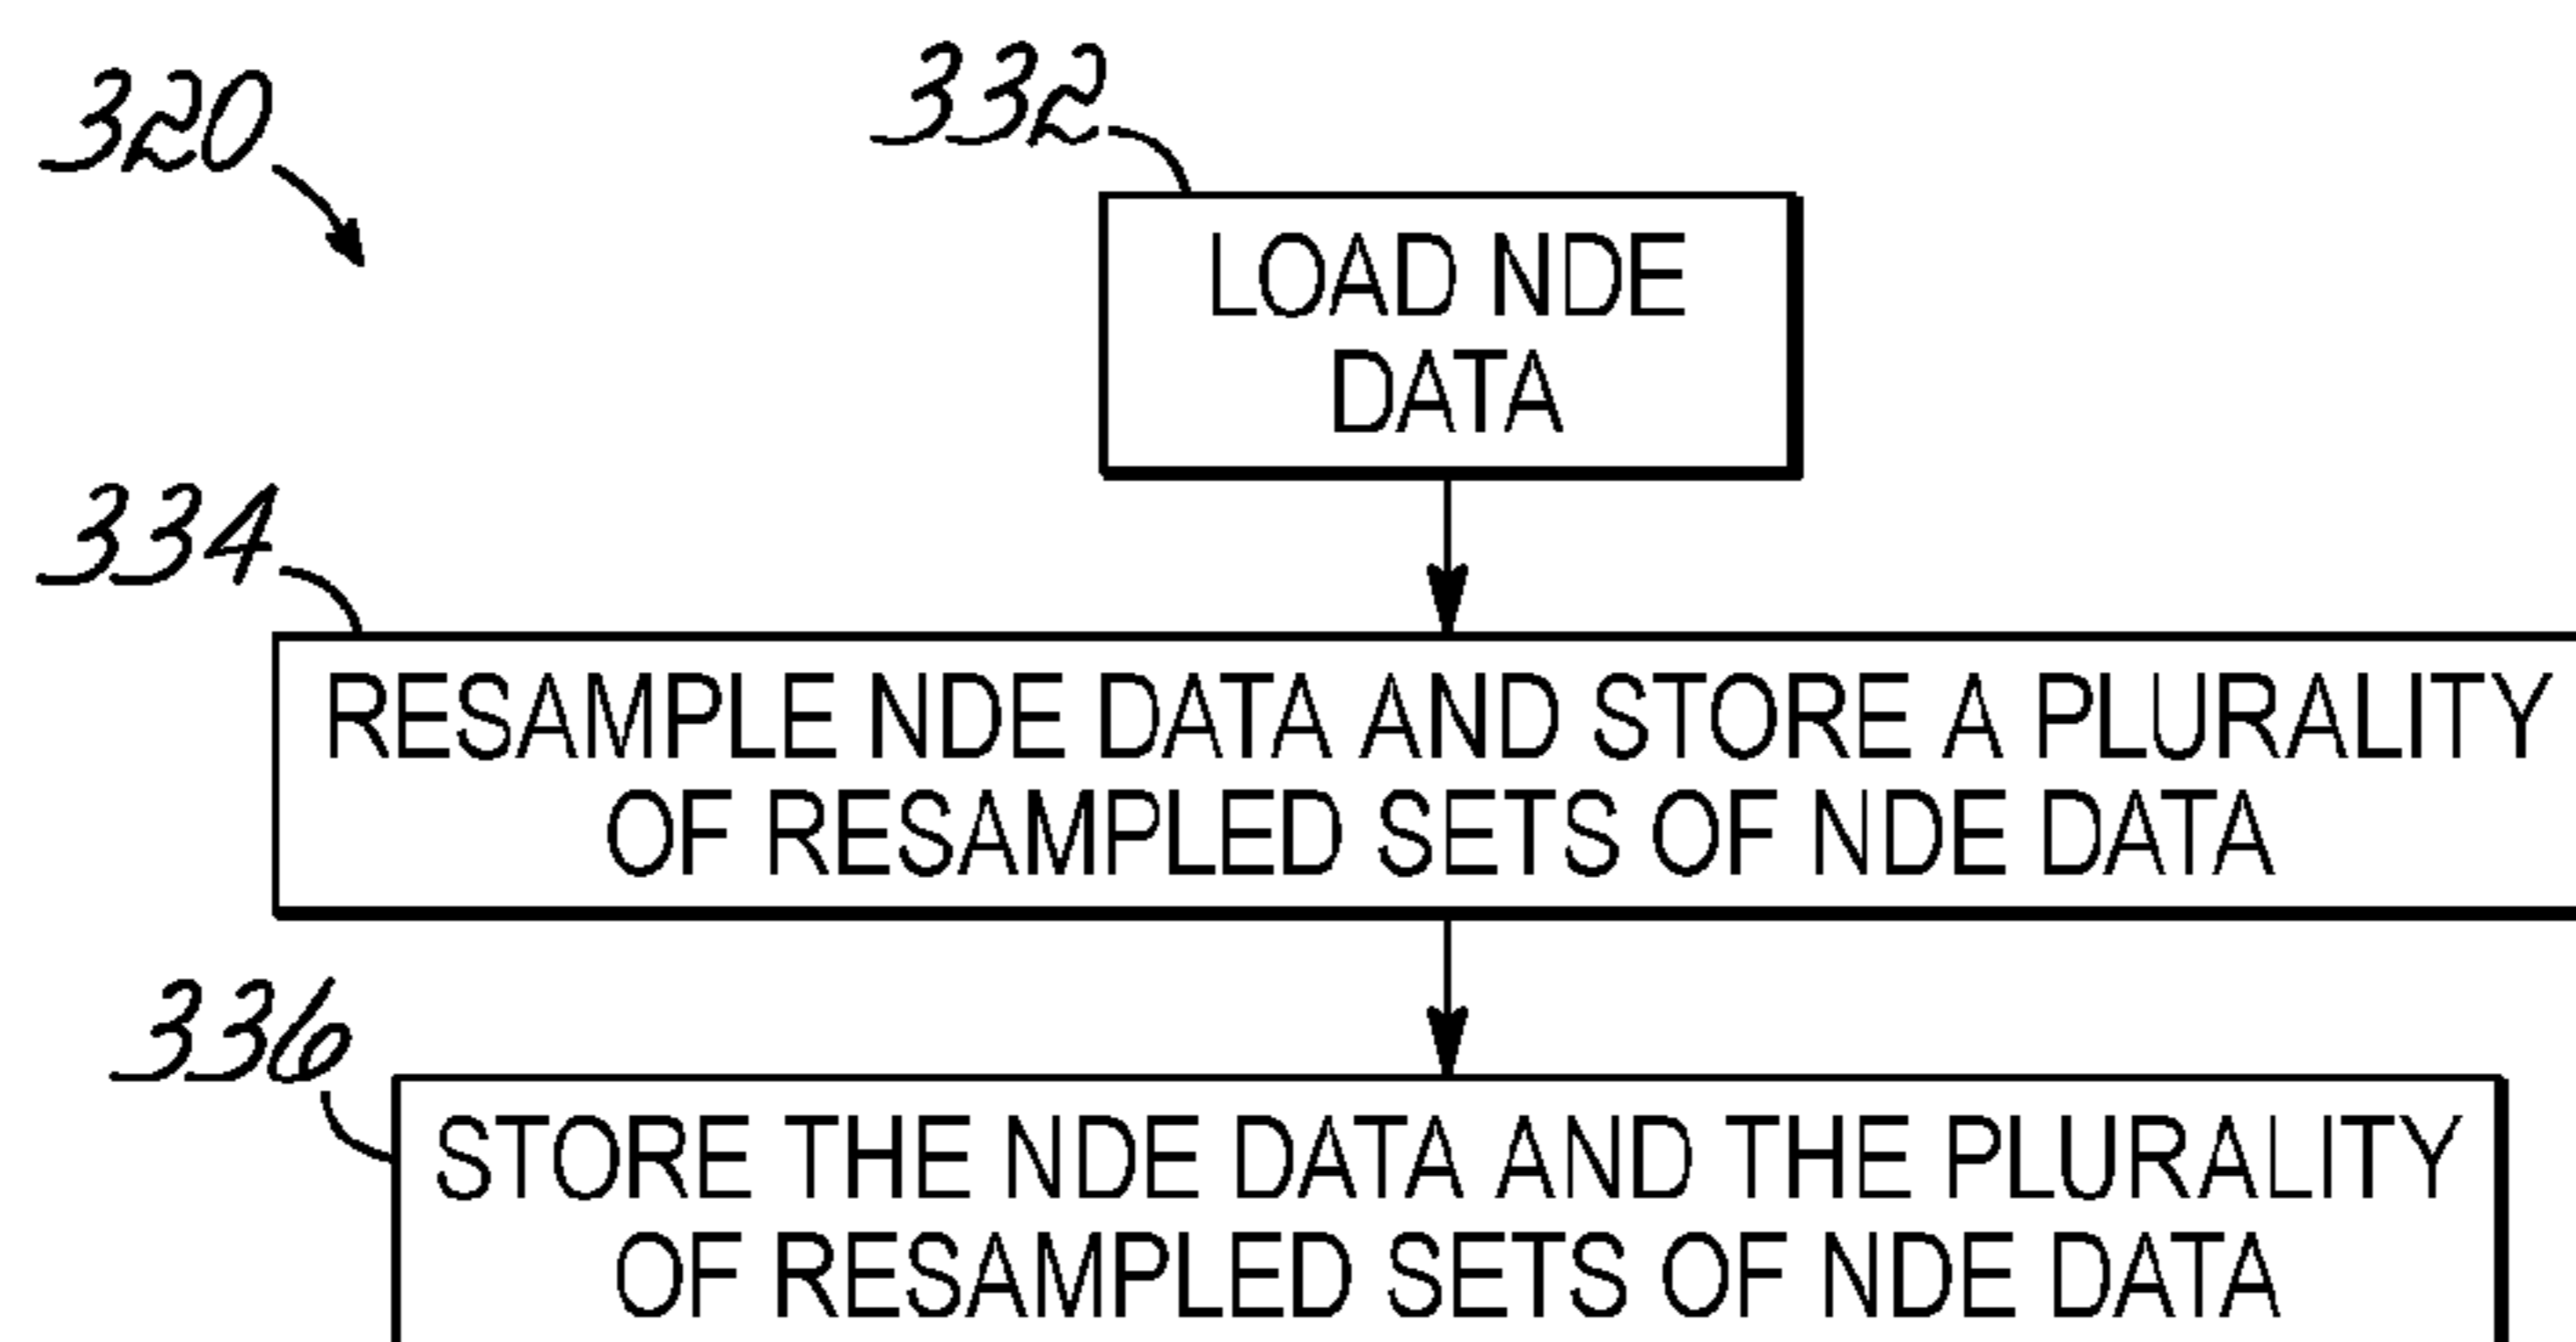 320
332
LOAD NDE
DATA
334
RESAMPLE NDE DATA AND STORE A PLURALITY
OF RESAMPLED SETS OF NDE DATA
336
STORE THE NDE DATA AND THE PLURALITY
OF RESAMPLED SETS OF NDE DATA